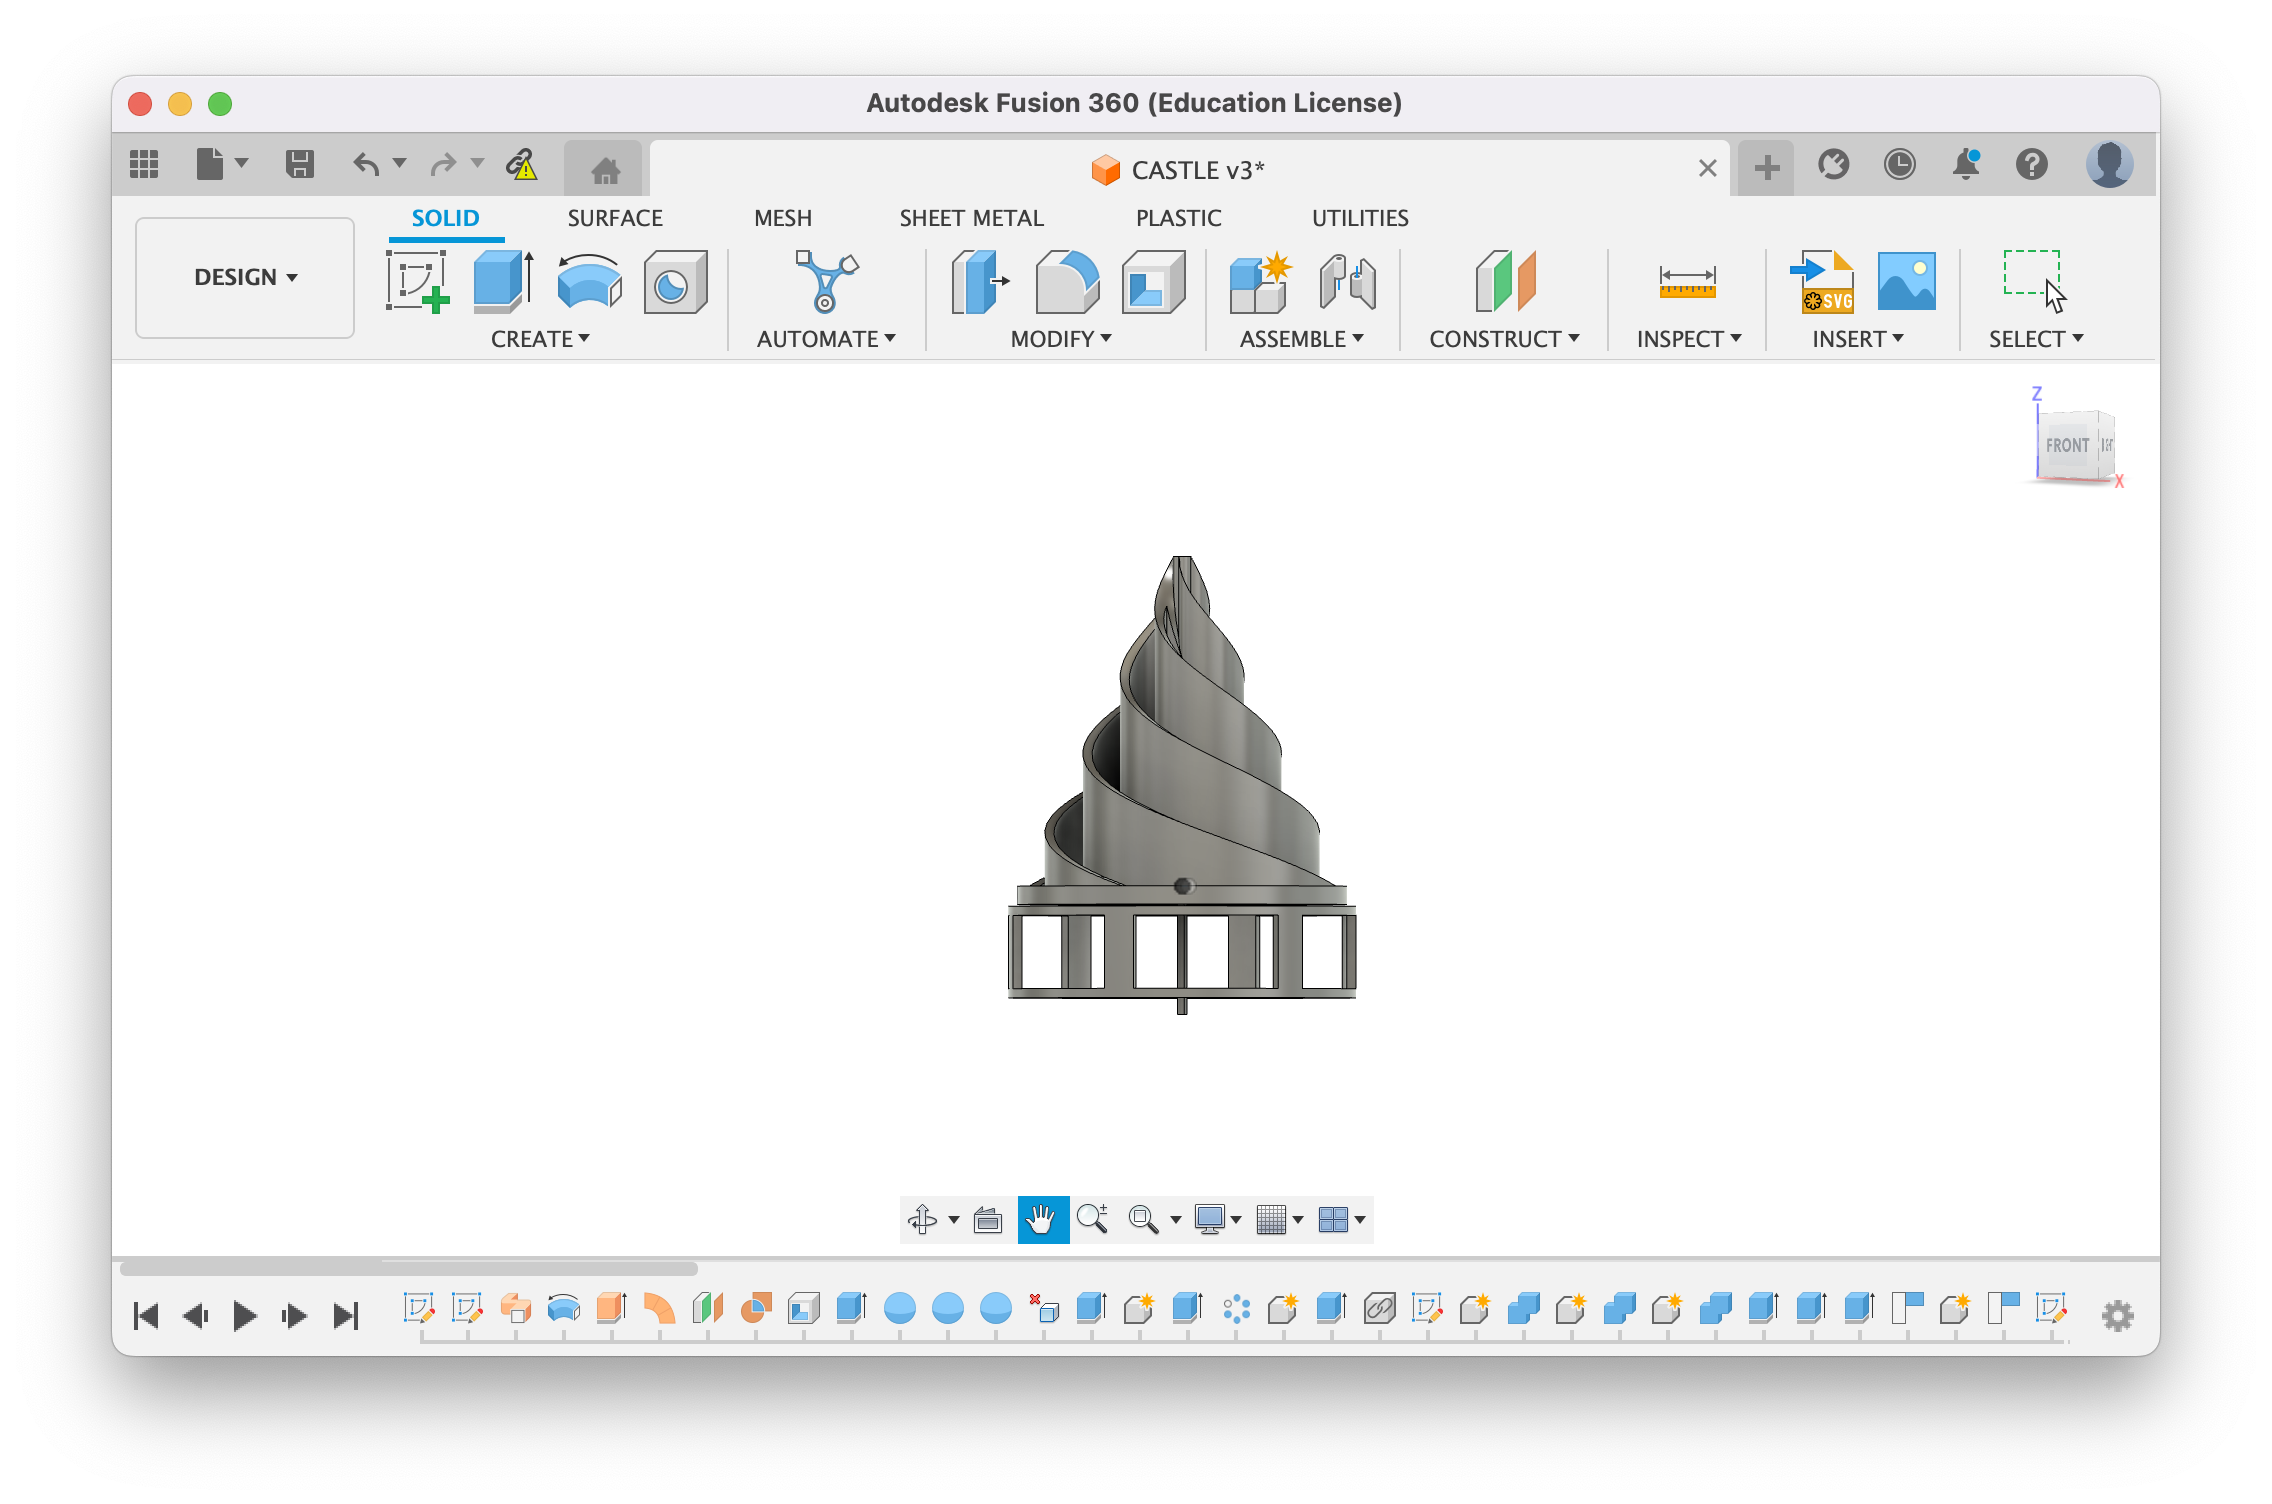 Autodesk Fusion 360 (Education License)
CASTLE v3*
SOLID
SURFACE
MESH
SHEET METAL
PLASTIC
UTILITIES
DESIGN
SVG
CREATE
AUTOMATE
MODIFY
ASSEMBLE
CONSTRUCT
INSPECT
INSERT
SELECT
Z
FRONT
X